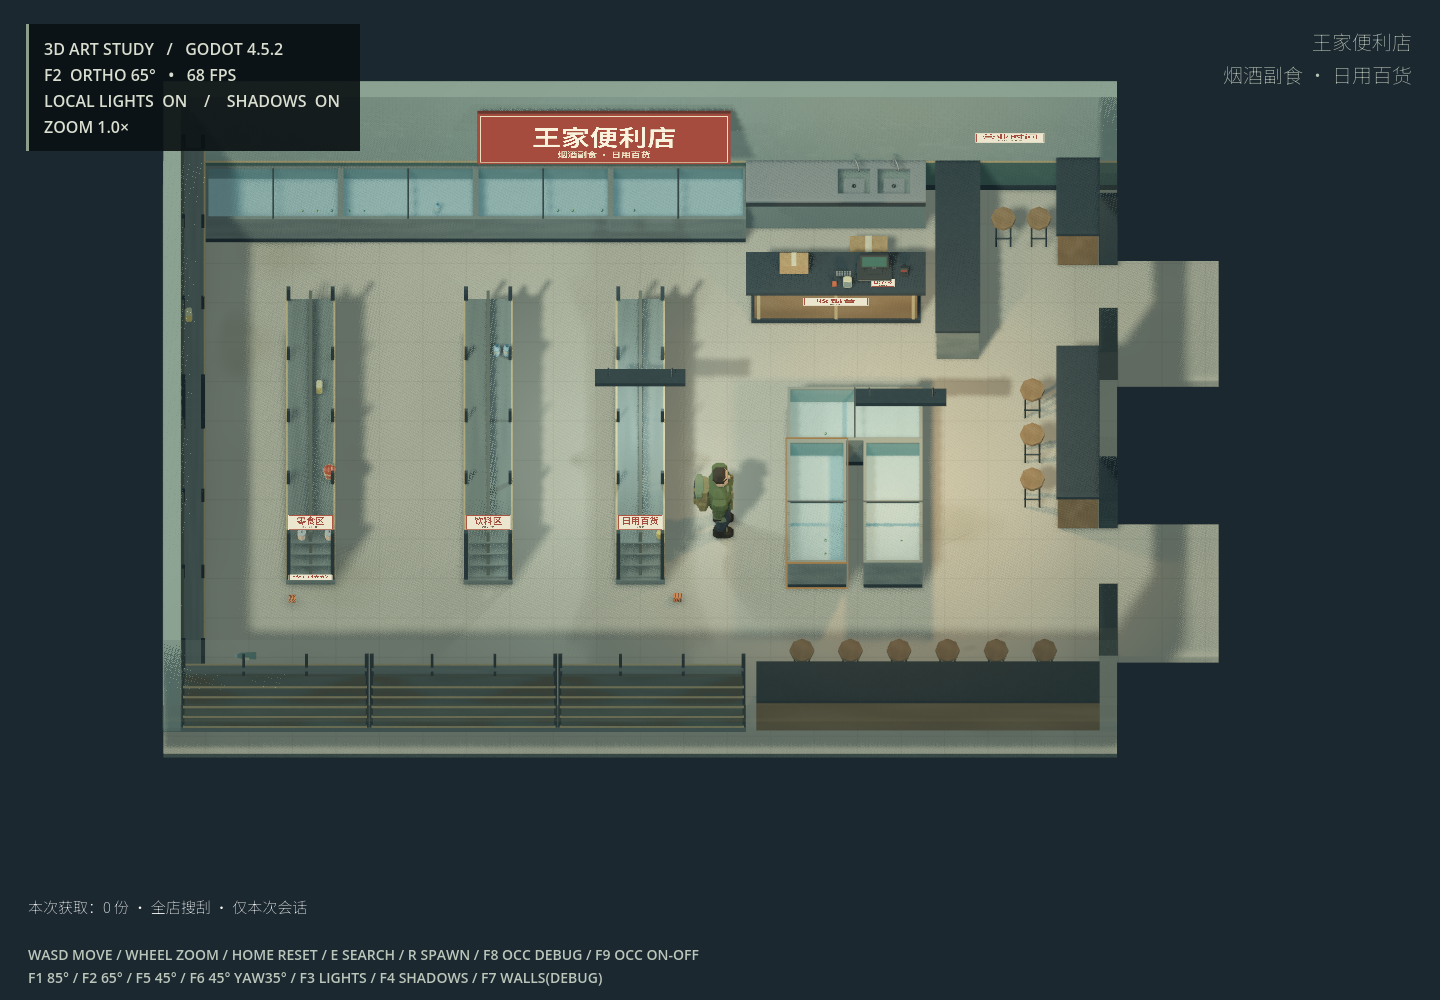 3D ART STUDY / GODOT 4.5.2
F2 ORTHO 65° • 68 FPS
LOCAL LIGHTS ON / SHADOWS ON
ZOOM 1.0×
王家便利店
烟酒副食 · 日用百货
王家便利店
烟酒副食 · 日用百货
零食区
饮料区
日用百货
本次获取：0 份 · 全店搜刮 · 仅本次会话
WASD MOVE / WHEEL ZOOM / HOME RESET / E SEARCH / R SPAWN / F8 OCC DEBUG / F9 OCC ON-OFF
F1 85° / F2 65° / F5 45° / F6 45° YAW35° / F3 LIGHTS / F4 SHADOWS / F7 WALLS(DEBUG)